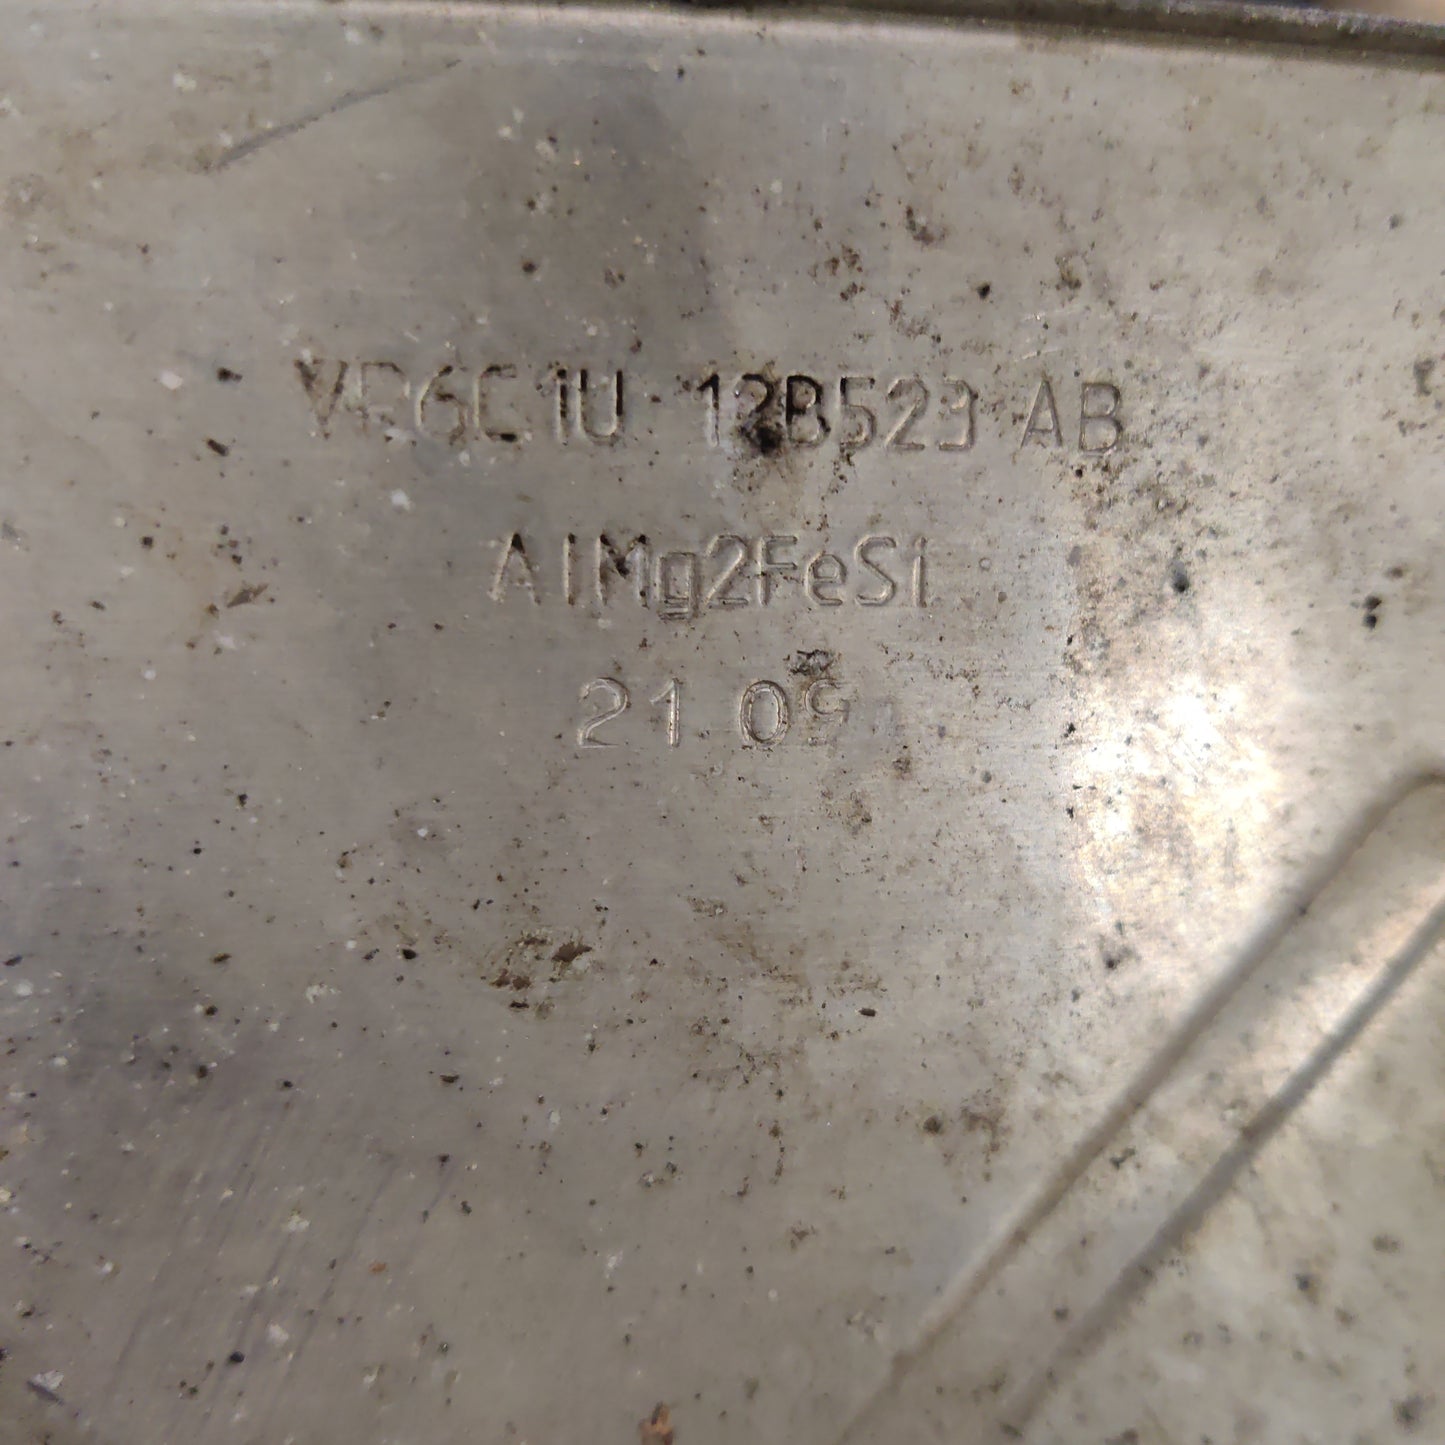 VP6C1U 12B523 AB
AlMg2FeSi
21 09